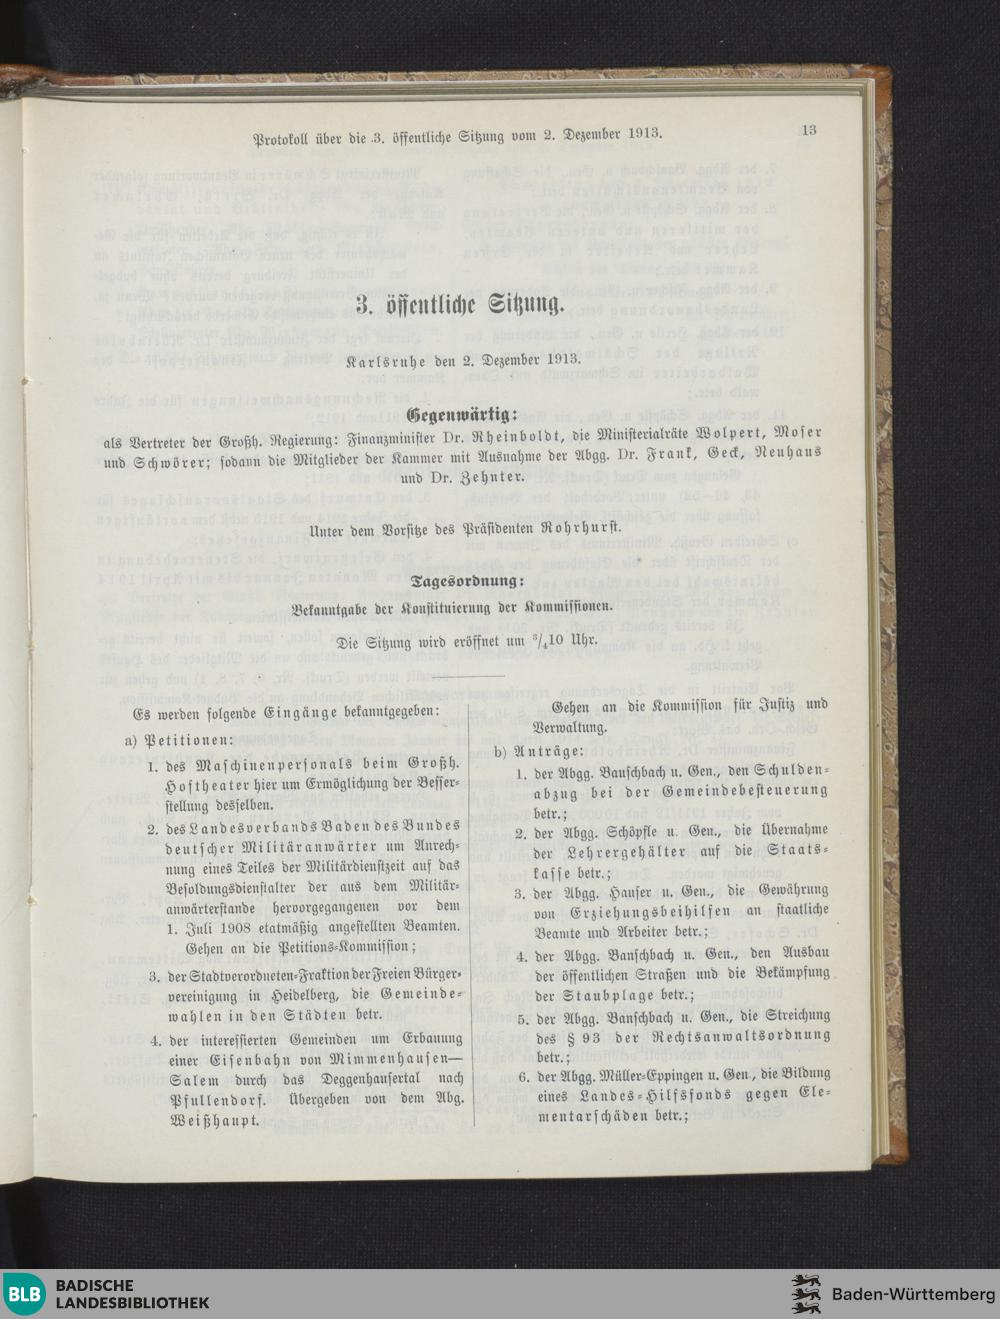 Protokoll über die 3. öffentliche Sitzung vom 2. Dezember 1913.
13
3. öffentliche Sitzung.
Karlsruhe den 2. Dezember 1913.
Gegenwärtig:
als Vertreter der Großh. Regierung: Finanzminister Dr. Rheinboldt, die Ministerialräte Wolpert, Moser
und Schwörer; sodann die Mitglieder der Kammer mit Ausnahme der Abgg. Dr. Frank, Geck, Neuhaus
und Dr. Zehnter.
Unter dem Vorsitze des Präsidenten Rohrhurst.
Tagesordnung:
Bekanntgabe der Konstituierung der Kommissionen.
Die Sitzung wird eröffnet um 3/4 10 Uhr.
Es werden folgende Eingänge bekanntgegeben:
a) Petitionen:
1. des Maschinenpersonals beim Großh.
Hoftheater hier um Ermöglichung der Besser-
stellung desselben.
2. des Landesverbands Baden des Bundes
deutscher Militäranwärter um Anrech-
nung eines Teiles der Militärdienstzeit auf das
Besoldungsdienstalter der aus dem Militär-
anwärterstande hervorgegangenen vor dem
1. Juli 1908 etatmäßig angestellten Beamten.
Gehen an die Petitions-Kommission;
3. der Stadtverordneten-Fraktion der Freien Bürger-
vereinigung in Heidelberg, die Gemeinde-
wahlen in den Städten betr.
4. der interessierten Gemeinden um Erbauung
einer Eisenbahn von Mimmenhausen—
Salem durch das Deggenhausertal nach
Pfullendorf. Übergeben von dem Abg.
Weißhaupt.
Gehen an die Kommission für Justiz und
Verwaltung.
b) Anträge:
1. der Abgg. Banschbach u. Gen., den Schulden-
abzug bei der Gemeindebesteuerung
betr.;
2. der Abgg. Schöpfle u. Gen., die Übernahme
der Lehrergehälter auf die Staats-
kasse betr.;
3. der Abgg. Hauser u. Gen., die Gewährung
von Erziehungsbeihilfen an staatliche
Beamte und Arbeiter betr.;
4. der Abgg. Banschbach u. Gen., den Ausbau
der öffentlichen Straßen und die Bekämpfung
der Staubplage betr.;
5. der Abgg. Banschbach u. Gen., die Streichung
des § 93 der Rechtsanwaltsordnung
betr.;
6. der Abgg. Müller-Eppingen u. Gen., die Bildung
eines Landes-Hilfsfonds gegen Ele-
mentarschäden betr.;
BLB BADISCHE
LANDESBIBLIOTHEK
Baden-Württemberg